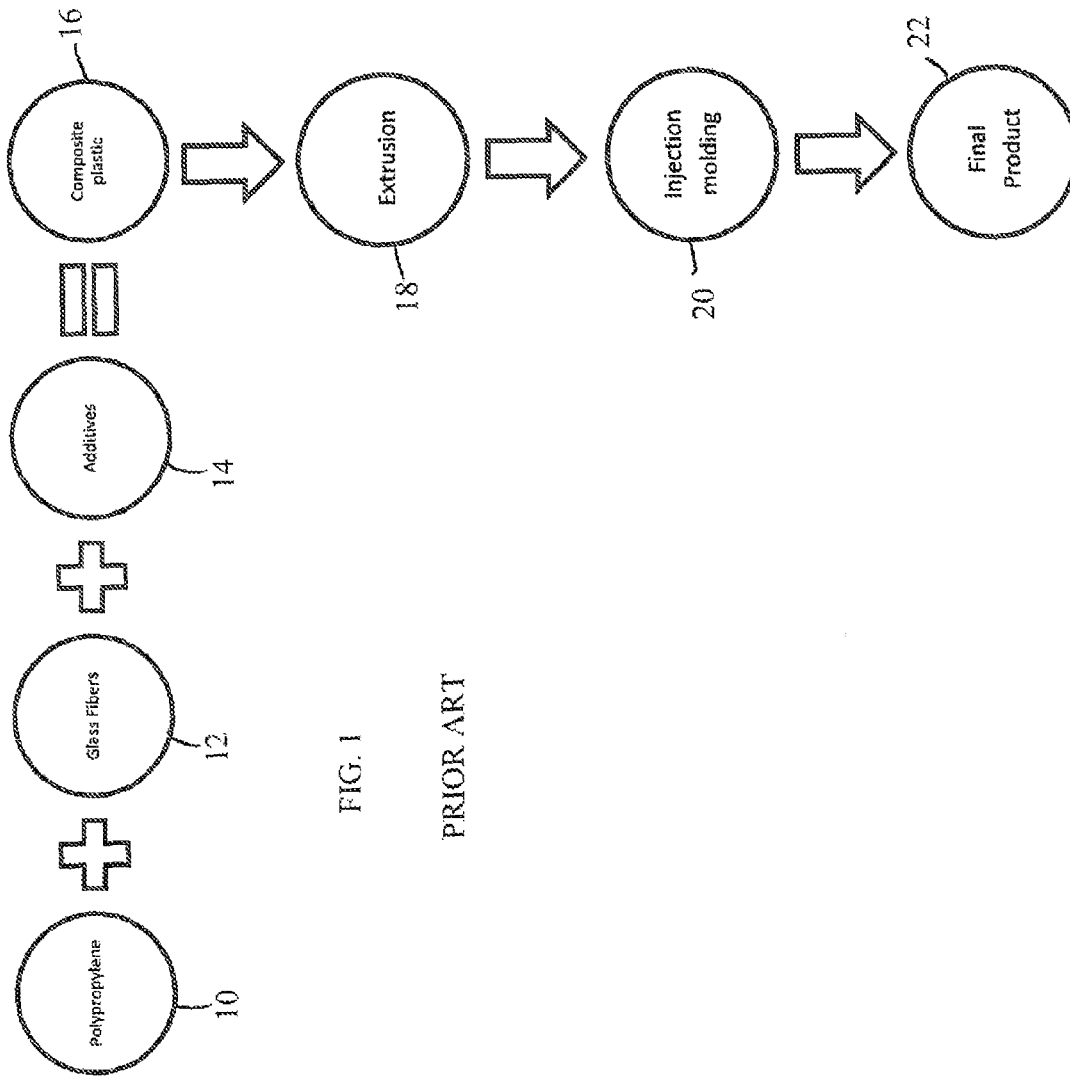 Polypropylene
10
Glass Fibers
12
Additives
14
Composite
plastic
16
Extrusion
18
Injection
molding
20
Final
Product
22
FIG. 1
PRIOR ART